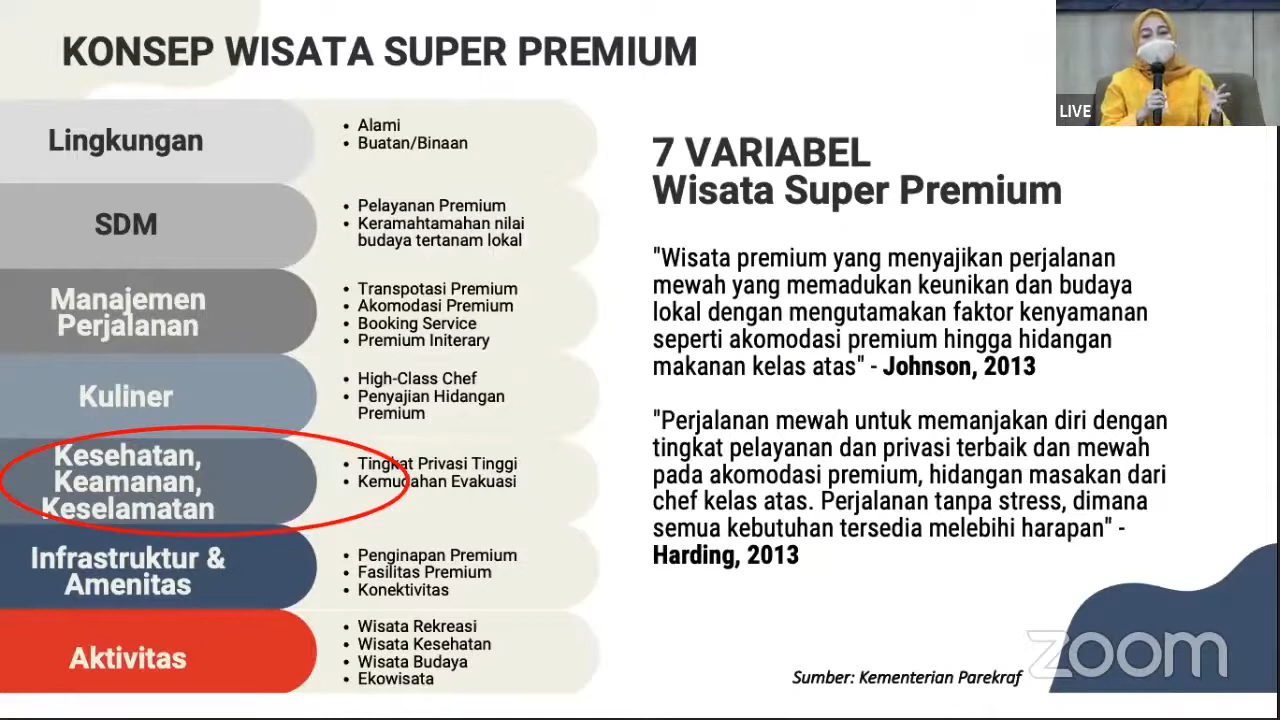 KONSEP WISATA SUPER PREMIUM
LIVE
Lingkungan
• Alami
• Buatan/Binaan
SDM
• Pelayanan Premium
• Keramahtamahan nilai
budaya tertanam lokal
Manajemen
Perjalanan
• Transpotasi Premium
• Akomodasi Premium
• Booking Service
• Premium Initerary
Kuliner
• High-Class Chef
• Penyajian Hidangan
Premium
Kesehatan,
Keamanan,
Keselamatan
• Tingkat Privasi Tinggi
• Kemudahan Evakuasi
Infrastruktur &
Amenitas
• Penginapan Premium
• Fasilitas Premium
• Konektivitas
Aktivitas
• Wisata Rekreasi
• Wisata Kesehatan
• Wisata Budaya
• Ekowisata
7 VARIABEL
Wisata Super Premium
"Wisata premium yang menyajikan perjalanan
mewah yang memadukan keunikan dan budaya
lokal dengan mengutamakan faktor kenyamanan
seperti akomodasi premium hingga hidangan
makanan kelas atas" - Johnson, 2013
"Perjalanan mewah untuk memanjakan diri dengan
tingkat pelayanan dan privasi terbaik dan mewah
pada akomodasi premium, hidangan masakan dari
chef kelas atas. Perjalanan tanpa stress, dimana
semua kebutuhan tersedia melebihi harapan" -
Harding, 2013
Sumber: Kementerian Parekraf
zoom